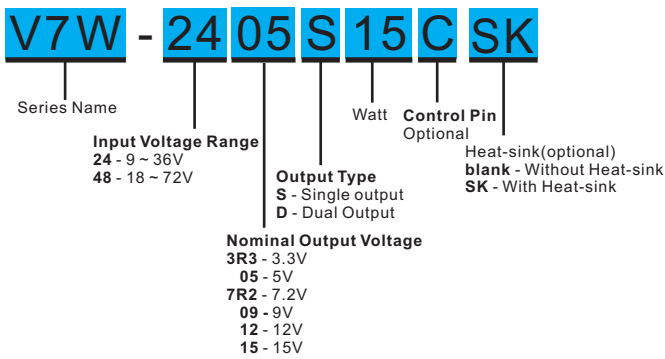 V7W - 24 05 S 15 C SK
Series Name
Input Voltage Range
24 - 9 ~ 36V
48 - 18 ~ 72V
Nominal Output Voltage
3R3 - 3.3V
05 - 5V
7R2 - 7.2V
09 - 9V
12 - 12V
15 - 15V
Output Type
S - Single output
D - Dual Output
Watt
Control Pin
Optional
Heat-sink(optional)
blank - Without Heat-sink
SK - With Heat-sink